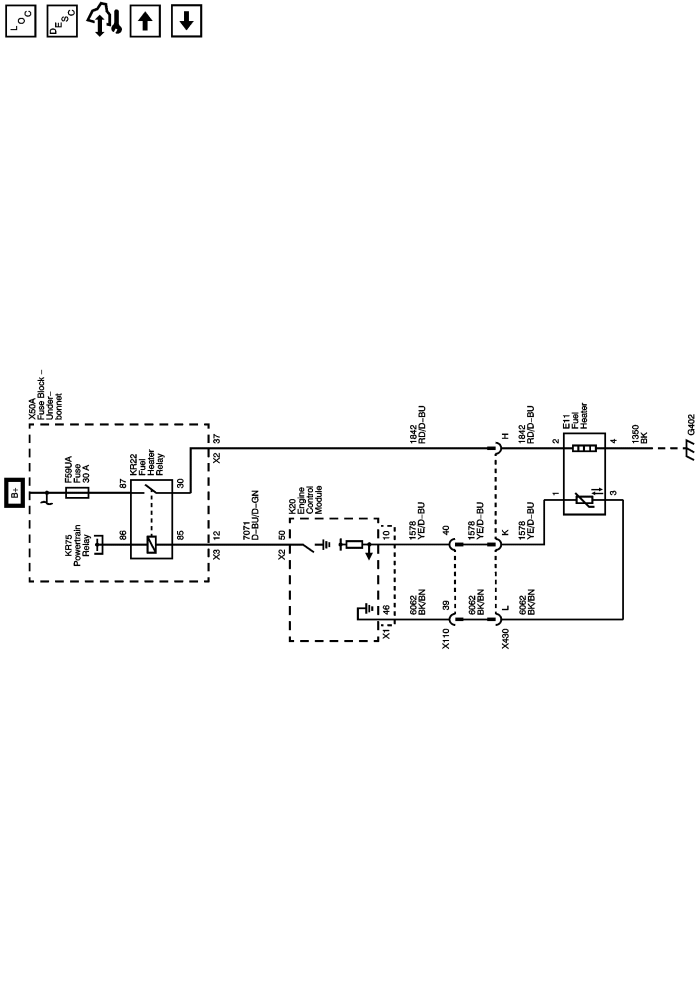 LOC
DESC
X50A
Fuse Block –
Under–
bonnet
B+
F59UA
Fuse
30 A
KR75
Powertrain
Relay
KR22
Fuel
Heater
Relay
87
30
86
85
37
X2
12
X3
7071
D–BU/D–GN
50
X2
K20
Engine
Control
Module
10
46
X1
1842
RD/D–BU
1578
YE/D–BU
6062
BK/BN
40
39
X110
1578
YE/D–BU
6062
BK/BN
H
K
L
X430
1842
RD/D–BU
1578
YE/D–BU
6062
BK/BN
E11
Fuel
Heater
2
1
4
3
1350
BK
G402